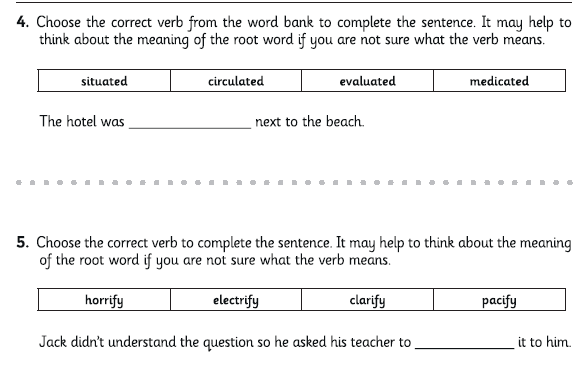 4. Choose the correct verb from the word bank to complete the sentence. It may help to
think about the meaning of the root word if you are not sure what the verb means.
situated circulated evaluated medicated
The hotel was ____________________ next to the beach.
5. Choose the correct verb to complete the sentence. It may help to think about the meaning
of the root word if you are not sure what the verb means.
horrify electrify clarify pacify
Jack didn't understand the question so he asked his teacher to ________________ it to him.